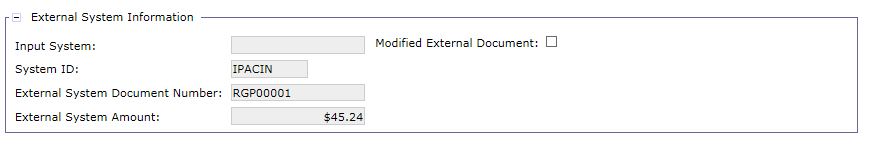 External System Information
Input System: Modified External Document:
System ID: IPACIN
External System Document Number: RGP00001
External System Amount: $45.24